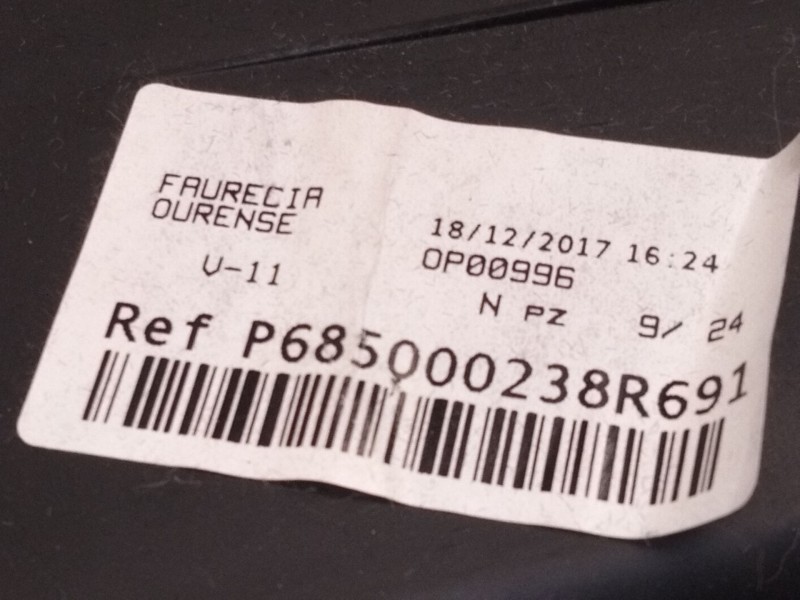 FAURECIA
OURENSE
V-11
18/12/2017 16:24
OP00996
N pz 9/ 24
Ref P685000238R691